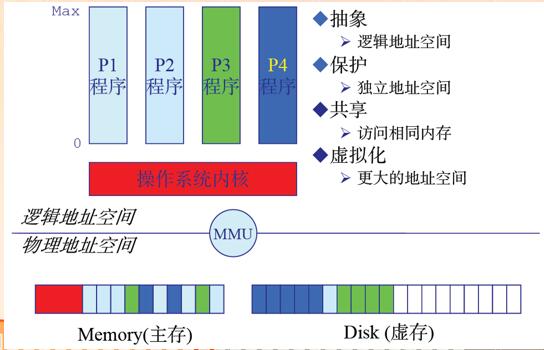 Max
0
P1
程序
P2
程序
P3
程序
P4
程序
操作系统内核
◆抽象
➢ 逻辑地址空间
◆保护
➢ 独立地址空间
◆共享
➢ 访问相同内存
◆虚拟化
➢ 更大的地址空间
逻辑地址空间
MMU
物理地址空间
Memory(主存)
Disk (虚存)